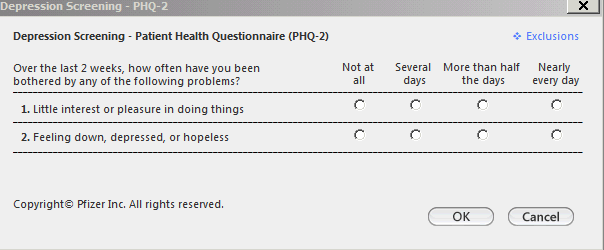 Depression Screening - PHQ-2
Depression Screening - Patient Health Questionnaire (PHQ-2)
Exclusions
Over the last 2 weeks, how often have you been
bothered by any of the following problems?
Not at
all
Several
days
More than half
the days
Nearly
every day
1. Little interest or pleasure in doing things
2. Feeling down, depressed, or hopeless
Copyright© Pfizer Inc. All rights reserved.
OK
Cancel